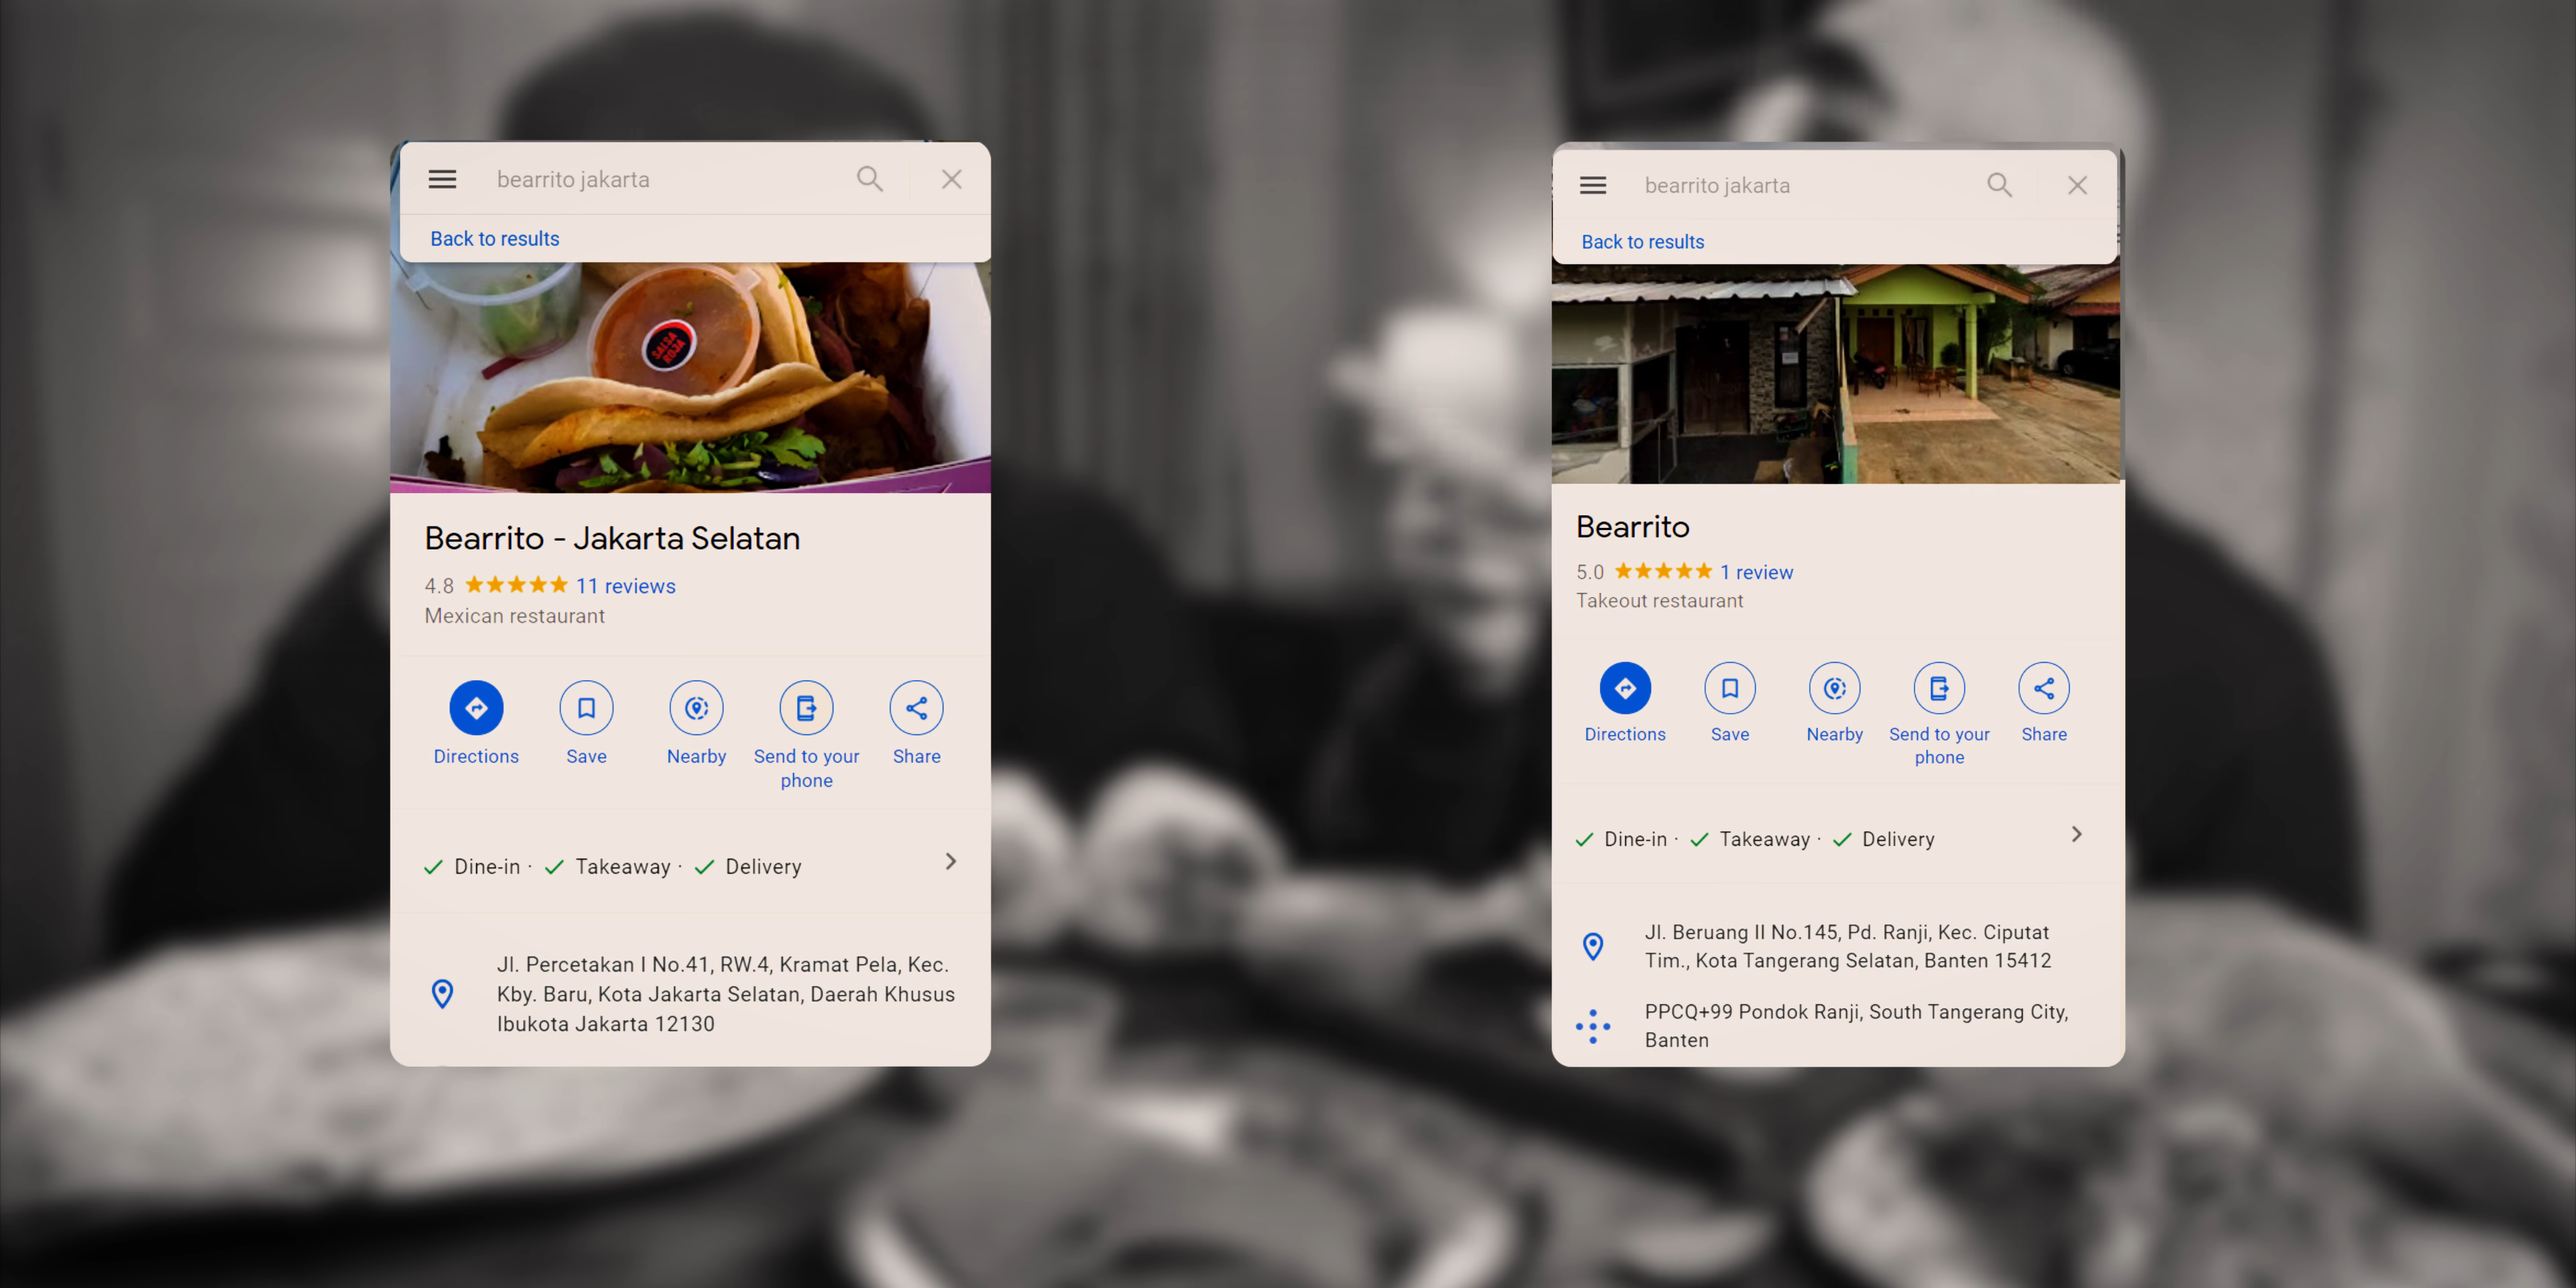 bearrito jakarta
Back to results
SALSA
ROJA
Bearrito - Jakarta Selatan
4.8 11 reviews
Mexican restaurant
Directions Save Nearby Send to your phone Share
Dine-in · Takeaway · Delivery
Jl. Percetakan I No.41, RW.4, Kramat Pela, Kec.
Kby. Baru, Kota Jakarta Selatan, Daerah Khusus
Ibukota Jakarta 12130
bearrito jakarta
Back to results
Bearrito
5.0 1 review
Takeout restaurant
Directions Save Nearby Send to your phone Share
Dine-in · Takeaway · Delivery
Jl. Beruang II No.145, Pd. Ranji, Kec. Ciputat
Tim., Kota Tangerang Selatan, Banten 15412
PPCQ+99 Pondok Ranji, South Tangerang City,
Banten